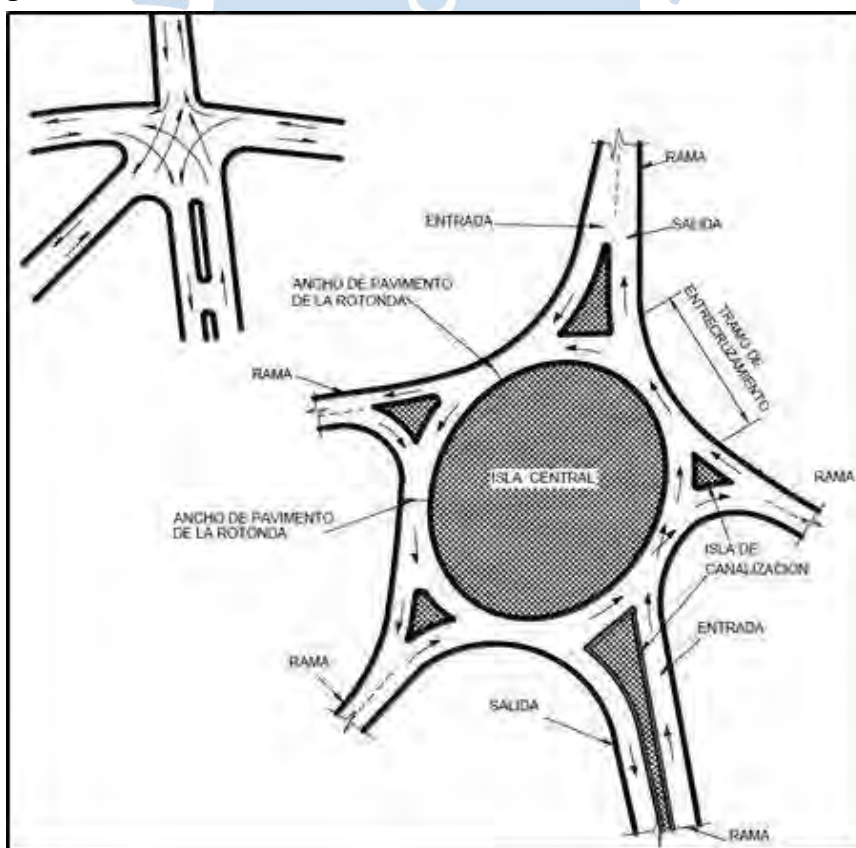 RAMA
ENTRADA
SALIDA
ANCHO DE PAVIMENTO
DE LA ROTONDA
TRAMO DE
ENTRECRUZAMIENTO
RAMA
ISLA CENTRAL
RAMA
ANCHO DE PAVIMENTO
DE LA ROTONDA
ISLA DE
CANALIZACION
ENTRADA
RAMA
SALIDA
RAMA